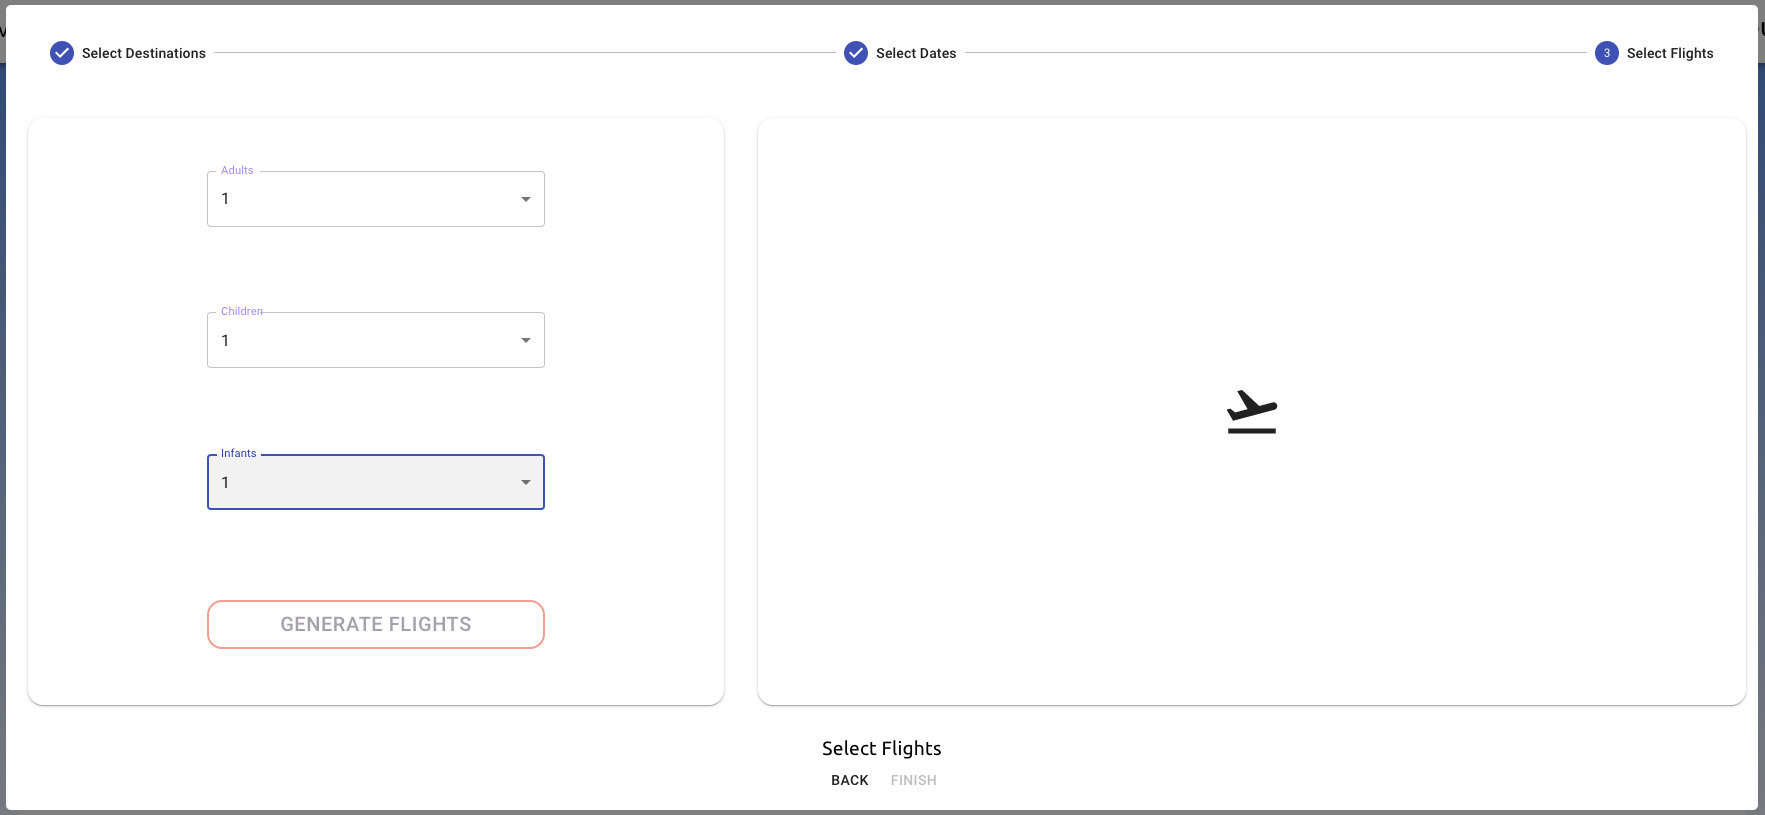 Select Destinations
Select Dates
3 Select Flights
Adults
1
Children
1
Infants
1
GENERATE FLIGHTS
Select Flights
BACK FINISH